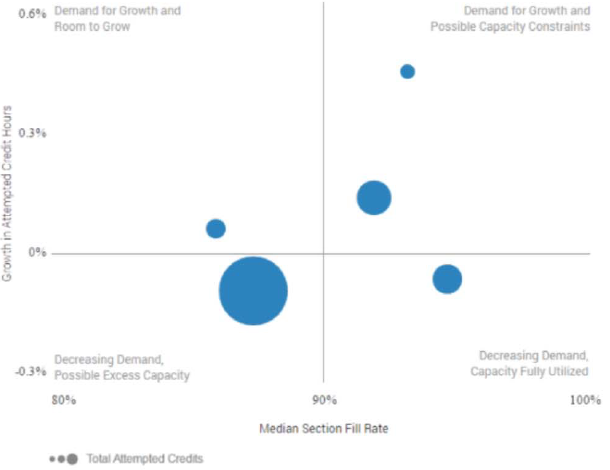 0.6%
Demand for Growth and
Room to Grow
Demand for Growth and
Possible Capacity Constraints
Growth in Attempted Credit Hours
0.3%
0%
-0.3%
Decreasing Demand,
Possible Excess Capacity
Decreasing Demand,
Capacity Fully Utilized
80%
90%
100%
Median Section Fill Rate
Total Attempted Credits